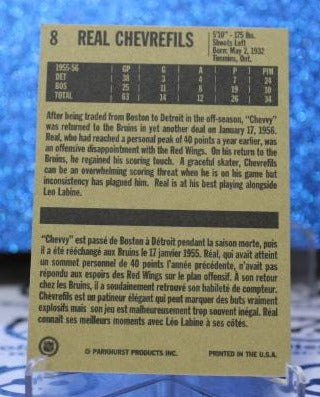 8 REAL CHEVREFILS
5'10" - 175 lbs.
Shoots Left
Born May 2, 1932
Timmins, Ont.
1955-56 GP G A P PIM
DET 38 3 4 7 24
BOS 25 11 8 19 10
TOTAL 63 14 12 26 34
After being traded from Boston to Detroit in the off-season, "Chevvy"
was returned to the Bruins in yet another deal on January 17, 1956.
Real, who had reached a personal peak of 40 points a year earlier, was
an offensive disappointment with the Red Wings. On his return to the
Bruins, he regained his scoring touch. A graceful skater, Chevrefils
can be an overwhelming scoring threat when he is on his game but
inconsistency has plagued him. Real is at his best playing alongside
Leo Labine.
"Chevvy" est passé de Boston à Détroit pendant la saison morte, puis
il a été rééchangé aux Bruins le 17 janvier 1955. Réal, qui avait atteint
un sommet personnel de 40 points l'année précédente, n'avait pas
répondu aux espoirs des Red Wings sur le plan offensif. A son retour
chez les Bruins, il a soudainement retrouvé son habileté de compteur.
Chèvrefils est un patineur élégant qui peut marquer des buts vraiment
explosifs mais son jeu est malheureusement trop souvent inégal. Réal
connaît ses meilleurs moments avec Léo Labine à ses côtés.
NHL
© PARKHURST PRODUCTS INC. PRINTED IN THE U.S.A.